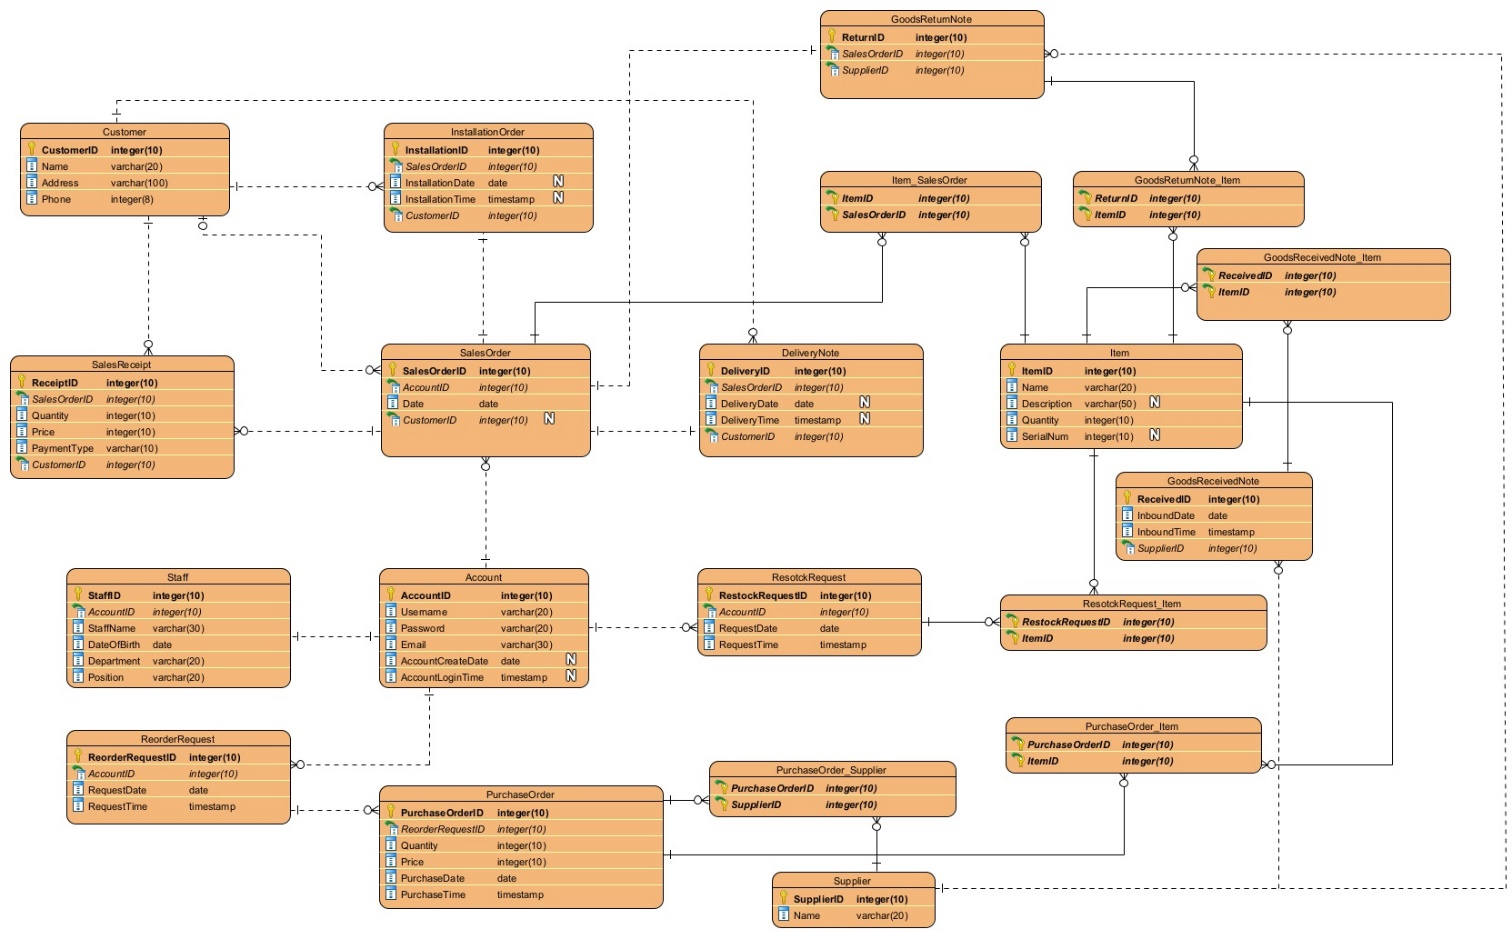 GoodsReturnNote
ReturnID integer(10)
SalesOrderID integer(10)
SupplierID integer(10)
Customer
CustomerID integer(10)
Name varchar(20)
Address varchar(100)
Phone integer(8)
InstallationOrder
InstallationID integer(10)
SalesOrderID integer(10)
InstallationDate date N
InstallationTime timestamp N
CustomerID integer(10)
Item_SalesOrder
ItemID integer(10)
SalesOrderID integer(10)
GoodsReturnNote_Item
ReturnID integer(10)
ItemID integer(10)
GoodsReceivedNote_Item
ReceivedID integer(10)
ItemID integer(10)
SalesReceipt
ReceiptID integer(10)
SalesOrderID integer(10)
Quantity integer(10)
Price integer(10)
PaymentType varchar(10)
CustomerID integer(10)
SalesOrder
SalesOrderID integer(10)
AccountID integer(10)
Date date
CustomerID integer(10) N
DeliveryNote
DeliveryID integer(10)
SalesOrderID integer(10)
DeliveryDate date N
DeliveryTime timestamp N
CustomerID integer(10)
Item
ItemID integer(10)
Name varchar(20)
Description varchar(50) N
Quantity integer(10)
SerialNum integer(10) N
GoodsReceivedNote
ReceivedID integer(10)
InboundDate date
InboundTime timestamp
SupplierID integer(10)
Staff
StaffID integer(10)
AccountID integer(10)
StaffName varchar(30)
DateOfBirth date
Department varchar(20)
Position varchar(20)
Account
AccountID integer(10)
Username varchar(20)
Password varchar(20)
Email varchar(30)
AccountCreateDate date N
AccountLoginTime timestamp N
ResotckRequest
RestockRequestID integer(10)
AccountID integer(10)
RequestDate date
RequestTime timestamp
ResotckRequest_Item
RestockRequestID integer(10)
ItemID integer(10)
ReorderRequest
ReorderRequestID integer(10)
AccountID integer(10)
RequestDate date
RequestTime timestamp
PurchaseOrder
PurchaseOrderID integer(10)
ReorderRequestID integer(10)
Quantity integer(10)
Price integer(10)
PurchaseDate date
PurchaseTime timestamp
PurchaseOrder_Supplier
PurchaseOrderID integer(10)
SupplierID integer(10)
PurchaseOrder_Item
PurchaseOrderID integer(10)
ItemID integer(10)
Supplier
SupplierID integer(10)
Name varchar(20)